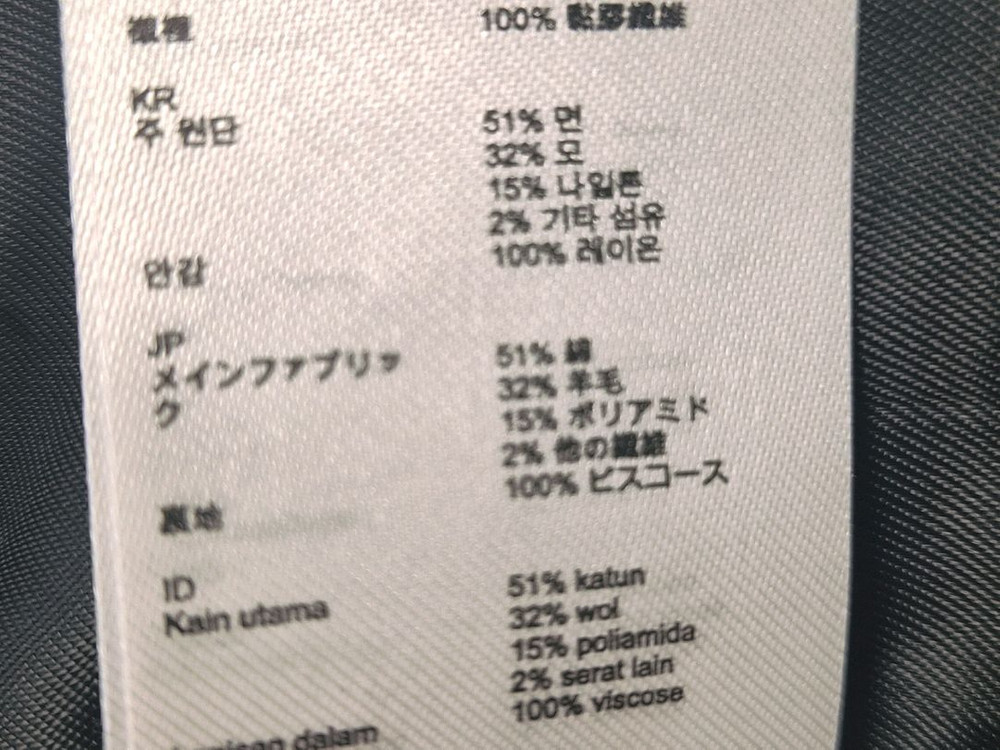 襯裡
100% 黏膠纖維
KR
주 원단
51% 면
32% 모
15% 나일론
2% 기타 섬유
100% 레이온
안감
JP
メインファブリッ
ク
51% 綿
32% 羊毛
15% ポリアミド
2% 他の繊維
100% ビスコース
裏地
ID
Kain utama
51% katun
32% wol
15% poliamida
2% serat lain
100% viscose
dalam